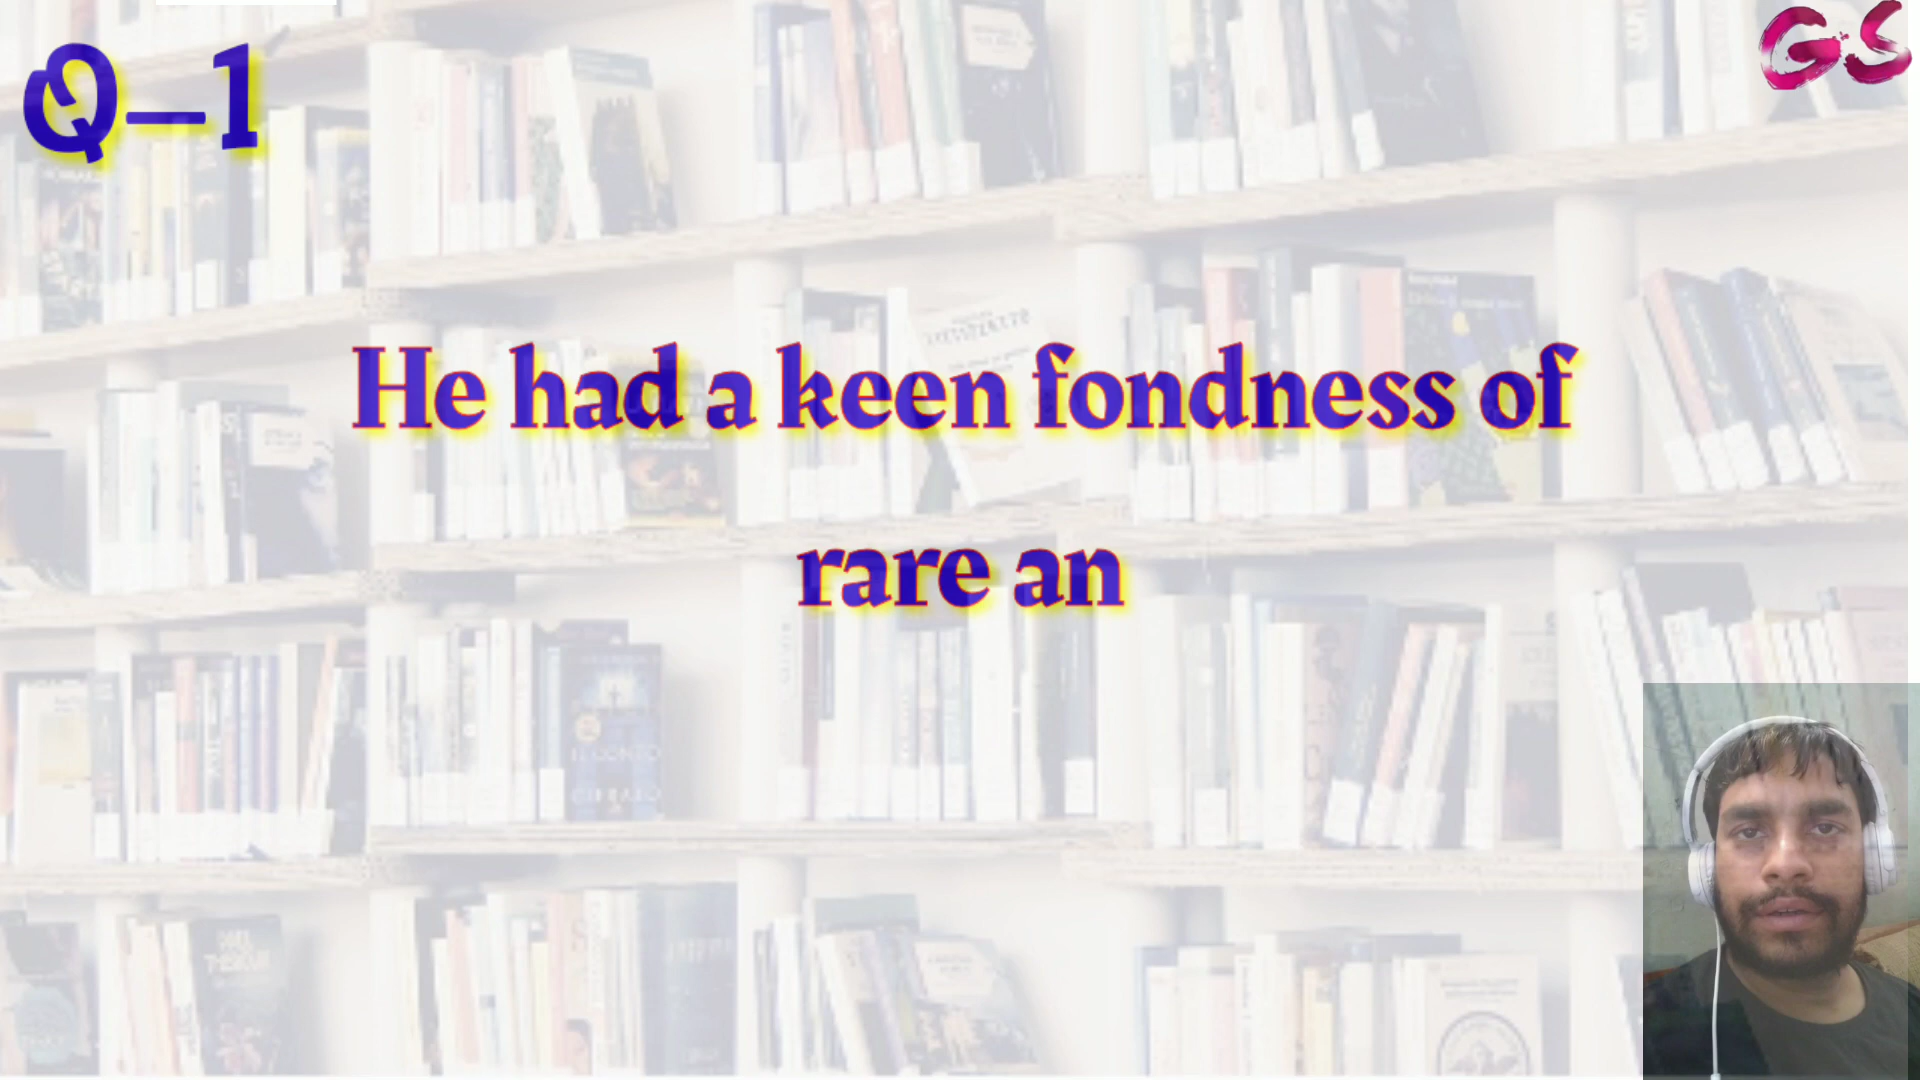 Q–1
GS
He had a keen fondness of
rare an